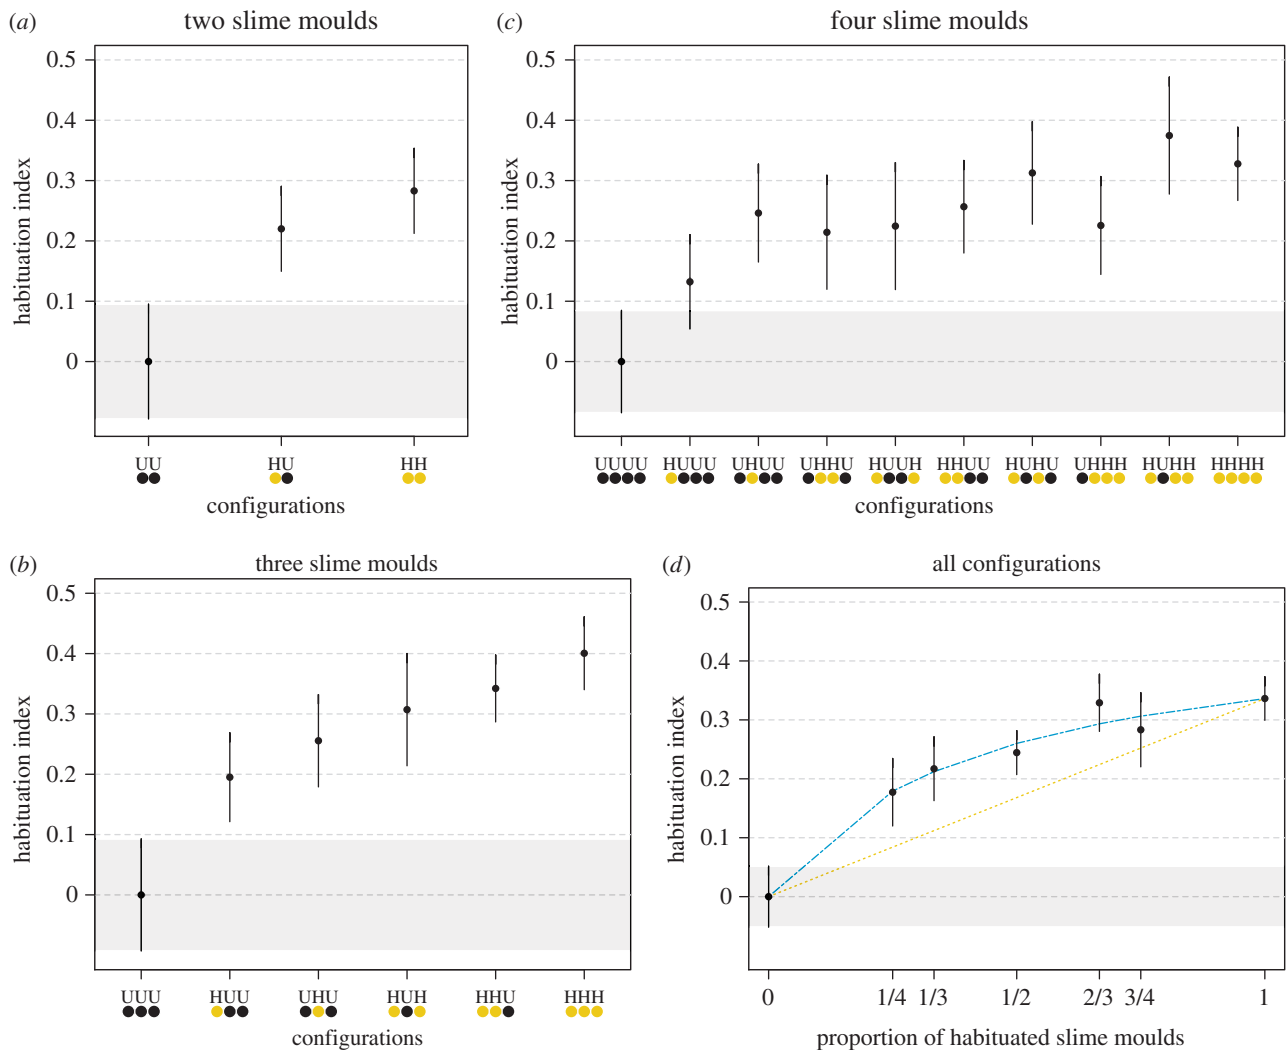 (a) two slime moulds
habituation index
0.5
0.4
0.3
0.2
0.1
0
UU HU HH
configurations
(c) four slime moulds
habituation index
0.5
0.4
0.3
0.2
0.1
0
UUUU HUUU UHUU UHHU HUUH HHUU HUHU UHHH HUHH HHHH
configurations
(b) three slime moulds
habituation index
0.5
0.4
0.3
0.2
0.1
0
UUU HUU UHU HUH HHU HHH
configurations
(d) all configurations
habituation index
0.5
0.4
0.3
0.2
0.1
0
0 1/4 1/3 1/2 2/3 3/4 1
proportion of habituated slime moulds